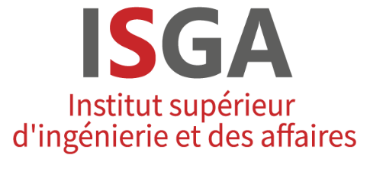 ISGA
Institut supérieur
d'ingénierie et des affaires